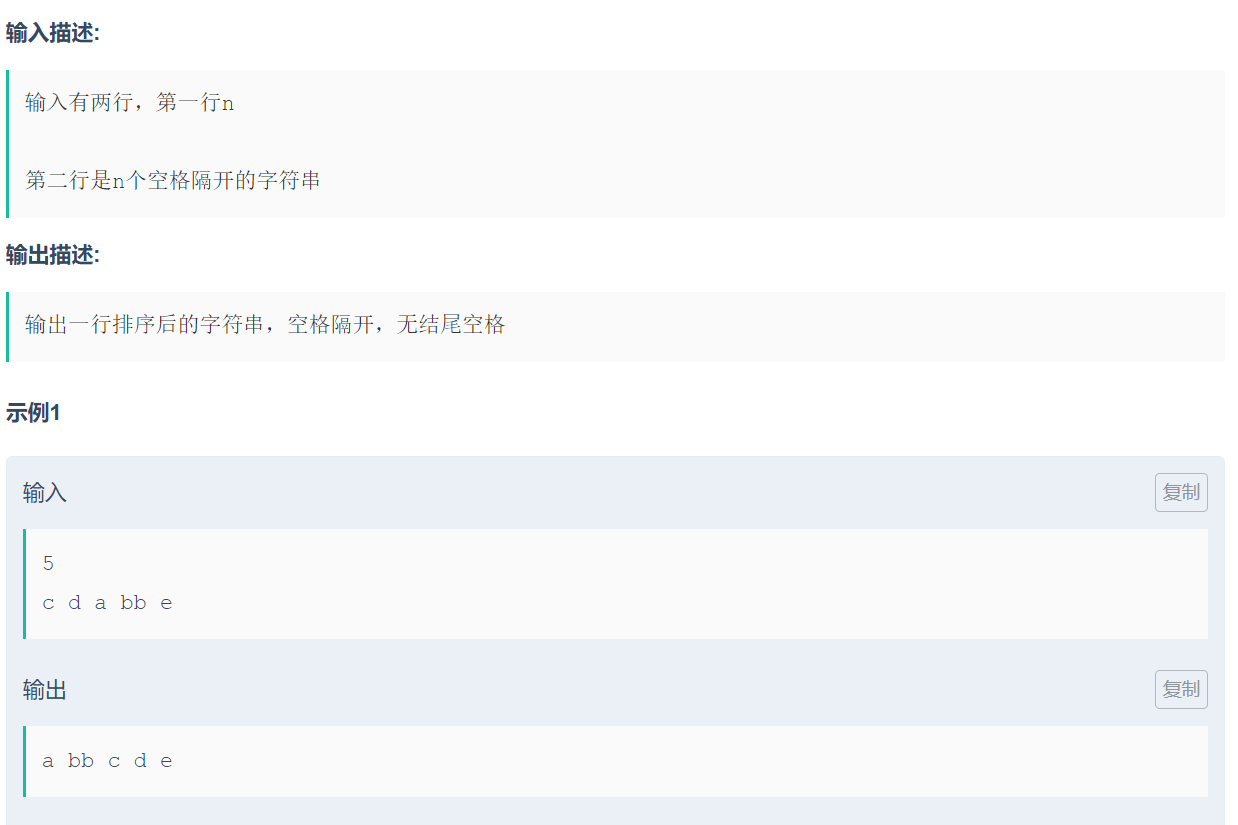 输入描述:
输入有两行，第一行n
第二行是n个空格隔开的字符串
输出描述:
输出一行排序后的字符串，空格隔开，无结尾空格
示例1
输入
复制
5
c d a bb e
输出
复制
a bb c d e